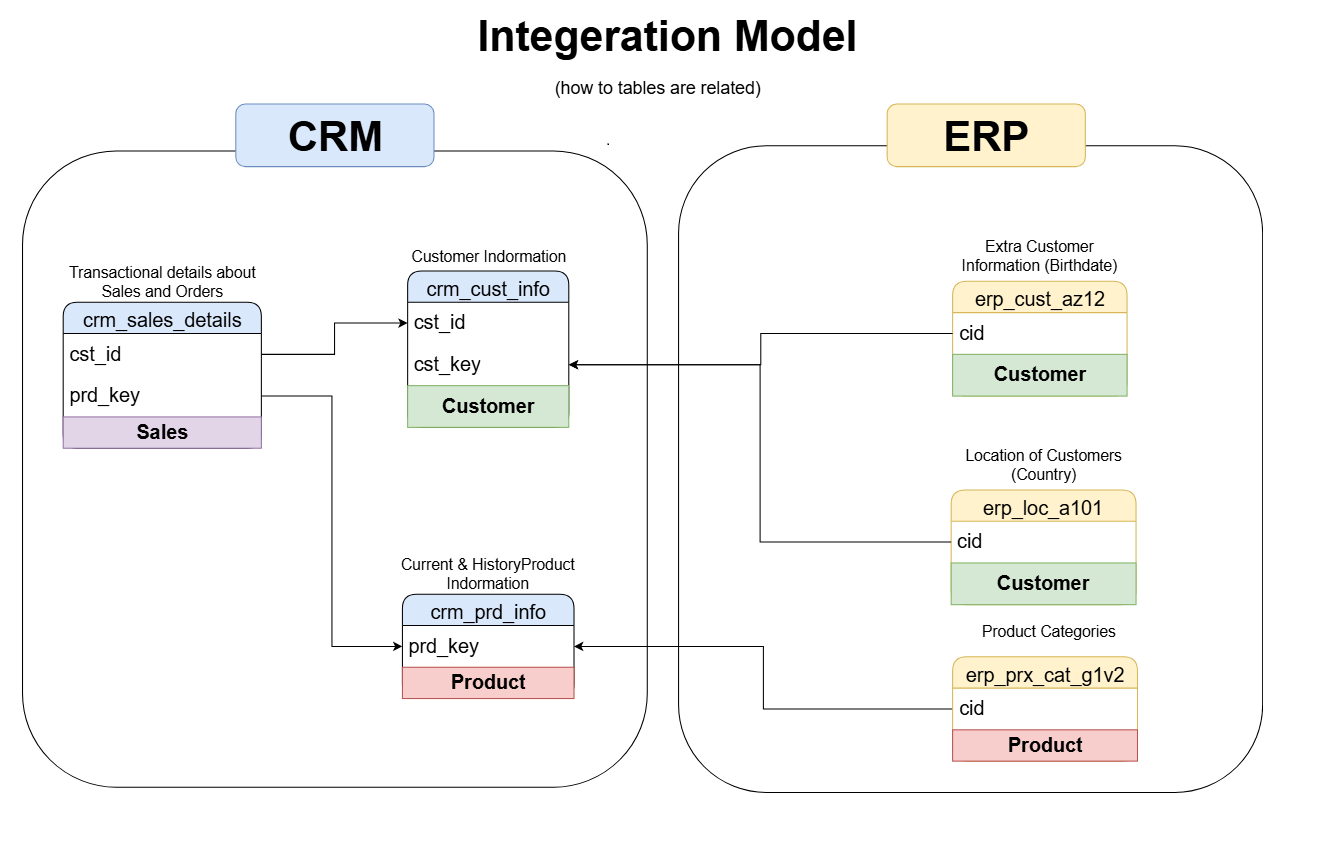 Integeration Model
(how to tables are related)
CRM
ERP
Transactional details about
Sales and Orders
crm_sales_details
cst_id
prd_key
Sales
Customer Indormation
crm_cust_info
cst_id
cst_key
Customer
Current & HistoryProduct
Indormation
crm_prd_info
prd_key
Product
Extra Customer
Information (Birthdate)
erp_cust_az12
cid
Customer
Location of Customers
(Country)
erp_loc_a101
cid
Customer
Product Categories
erp_prx_cat_g1v2
cid
Product